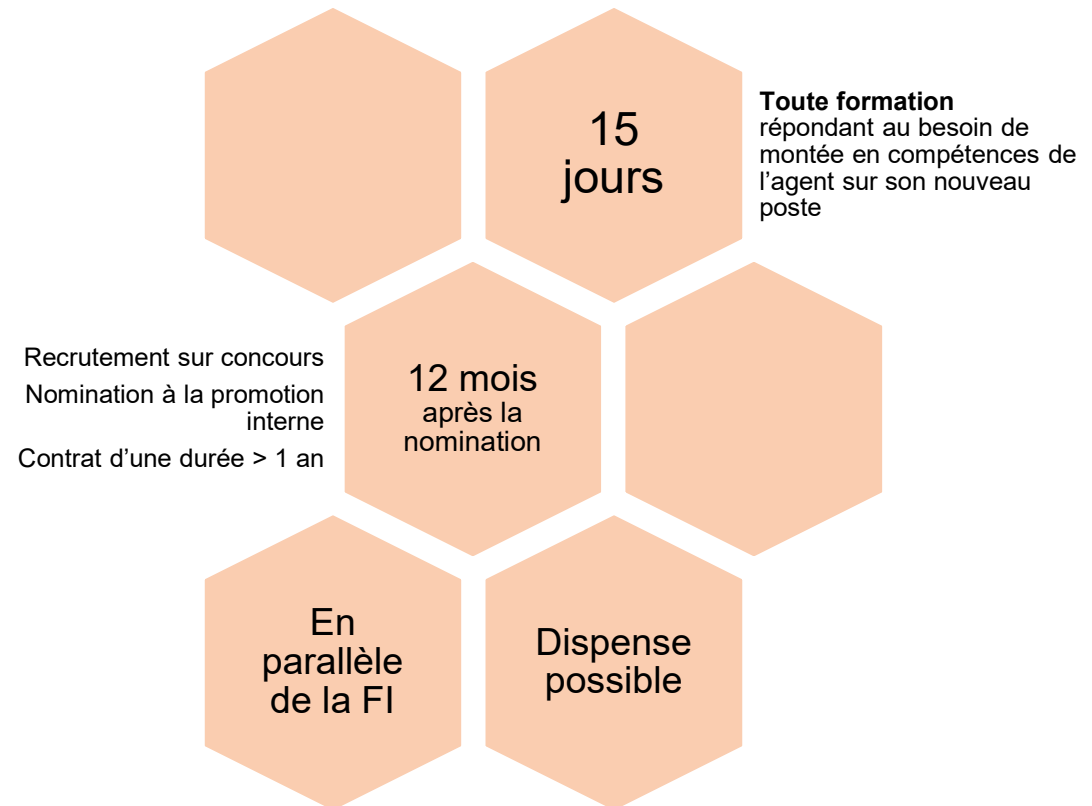 15
jours
Toute formation
répondant au besoin de
montée en compétences de
l’agent sur son nouveau
poste
Recrutement sur concours
Nomination à la promotion
interne
Contrat d’une durée > 1 an
12 mois
après la
nomination
En
parallèle
de la FI
Dispense
possible